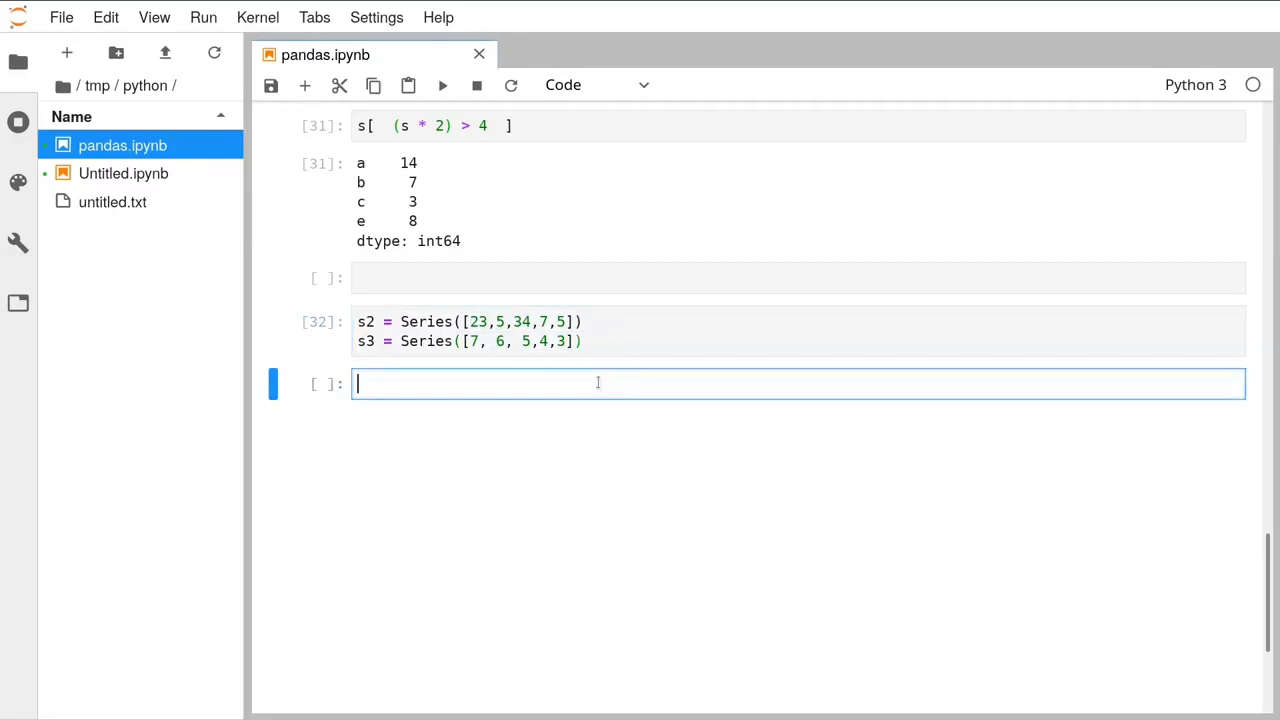 File Edit View Run Kernel Tabs Settings Help
pandas.ipynb
/ tmp / python /
Code
Python 3
Name
pandas.ipynb
Untitled.ipynb
untitled.txt
[31]: s[  (s * 2) > 4  ]
[31]: a 14
b 7
c 3
e 8
dtype: int64
[ ]:
[32]: s2 = Series([23,5,34,7,5])
s3 = Series([7, 6, 5,4,3])
[ ]: